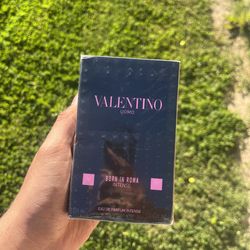 VALENTINO
UOMO
BORN IN ROMA
INTENSE
EAU DE PARFUM INTENSE